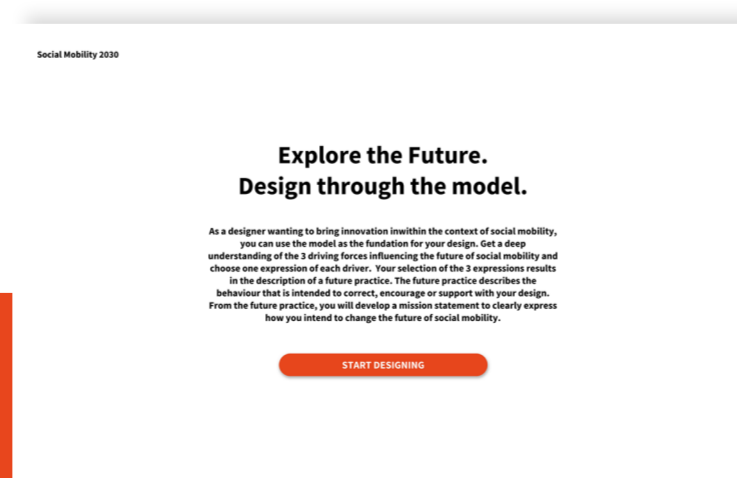 Social Mobility 2030
Explore the Future.
Design through the model.
As a designer wanting to bring innovation inwithin the context of social mobility,
you can use the model as the fundation for your design. Get a deep
understanding of the 3 driving forces influencing the future of social mobility and
choose one expression of each driver. Your selection of the 3 expressions results
in the description of a future practice. The future practice describes the
behaviour that is intended to correct, encourage or support with your design.
From the future practice, you will develop a mission statement to clearly express
how you intend to change the future of social mobility.
START DESIGNING